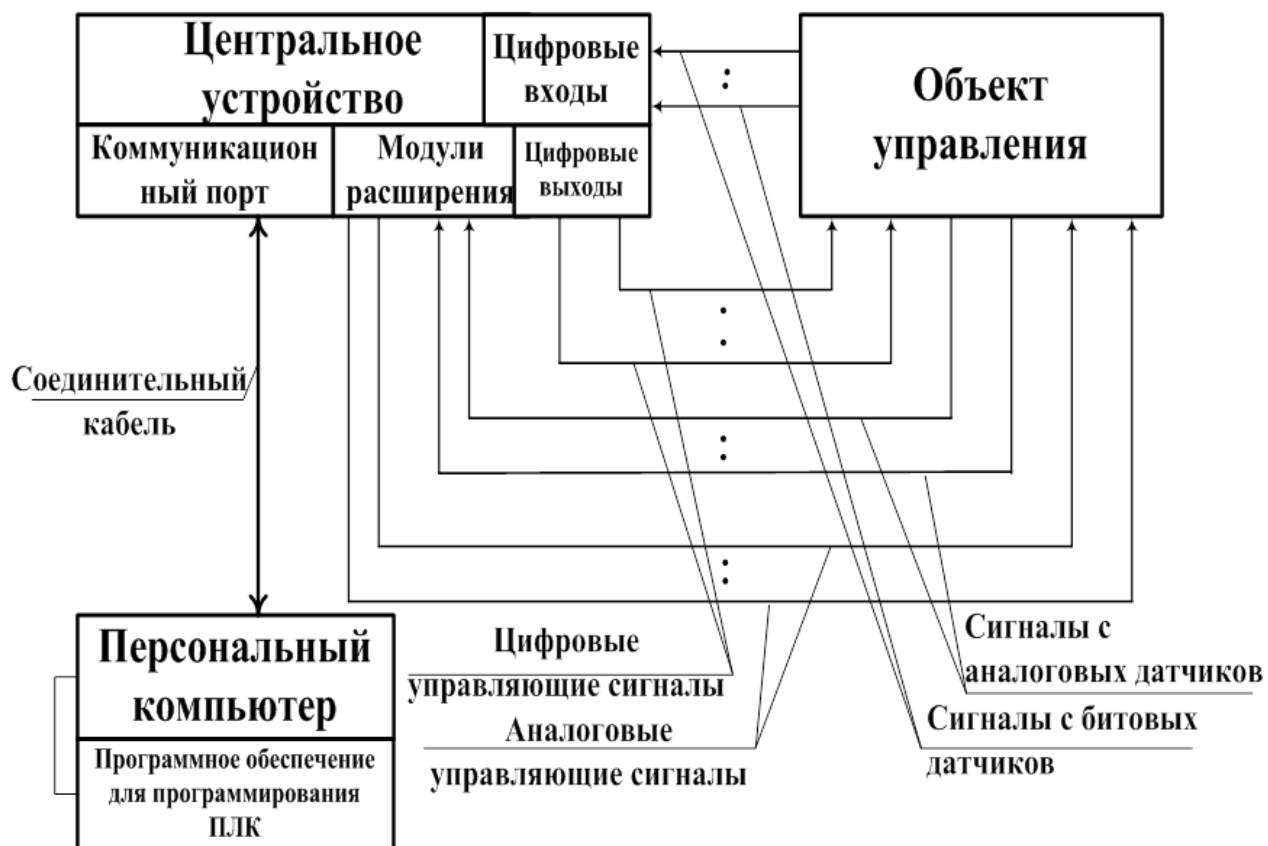 Центральное
устройство
Цифровые
входы
Объект
управления
Коммуникацион
ный порт
Модули
расширения
Цифровые
выходы
Соединительный
кабель
Персональный
компьютер
Программное обеспечение
для программирования
ПЛК
Цифровые
управляющие сигналы
Аналоговые
управляющие сигналы
Сигналы с
аналоговых датчиков
Сигналы с битовых
датчиков